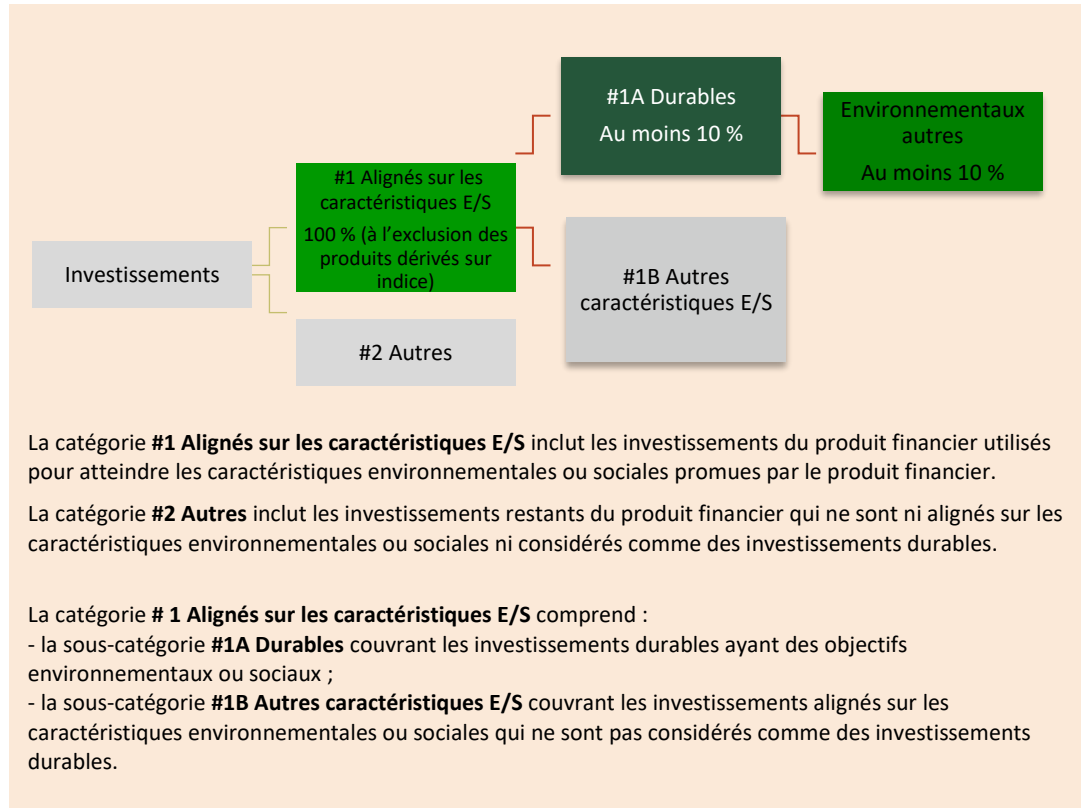 #1A Durables
Au moins 10 %
Environnementaux
autres
Au moins 10 %
#1 Alignés sur les
caractéristiques E/S
100 % (à l'exclusion des
produits dérivés sur
indice)
Investissements
#1B Autres
caractéristiques E/S
#2 Autres
La catégorie #1 Alignés sur les caractéristiques E/S inclut les investissements du produit financier utilisés
pour atteindre les caractéristiques environnementales ou sociales promues par le produit financier.
La catégorie #2 Autres inclut les investissements restants du produit financier qui ne sont ni alignés sur les
caractéristiques environnementales ou sociales ni considérés comme des investissements durables.
La catégorie # 1 Alignés sur les caractéristiques E/S comprend :
- la sous-catégorie #1A Durables couvrant les investissements durables ayant des objectifs
environnementaux ou sociaux ;
- la sous-catégorie #1B Autres caractéristiques E/S couvrant les investissements alignés sur les
caractéristiques environnementales ou sociales qui ne sont pas considérés comme des investissements
durables.